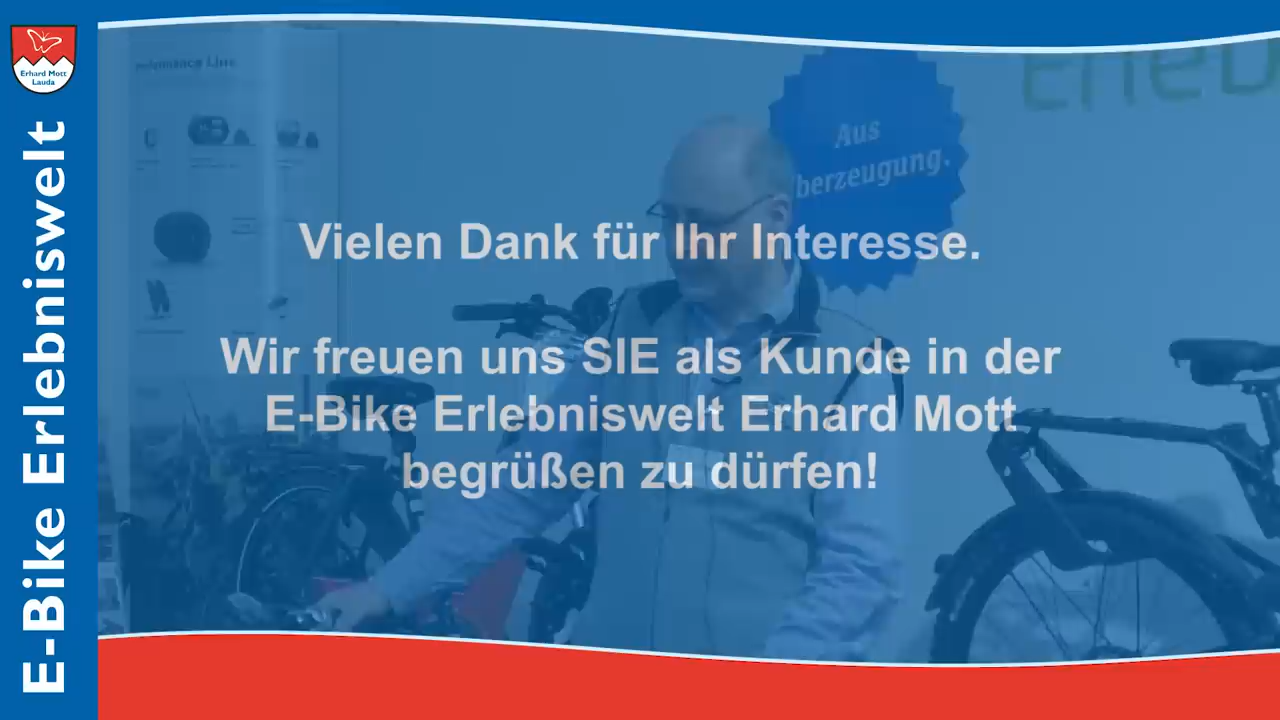 Erhard Mott
Lauda
E-Bike Erlebniswelt
Aus
berzeugung.
Vielen Dank für Ihr Interesse.
Wir freuen uns SIE als Kunde in der
E-Bike Erlebniswelt Erhard Mott
begrüßen zu dürfen!